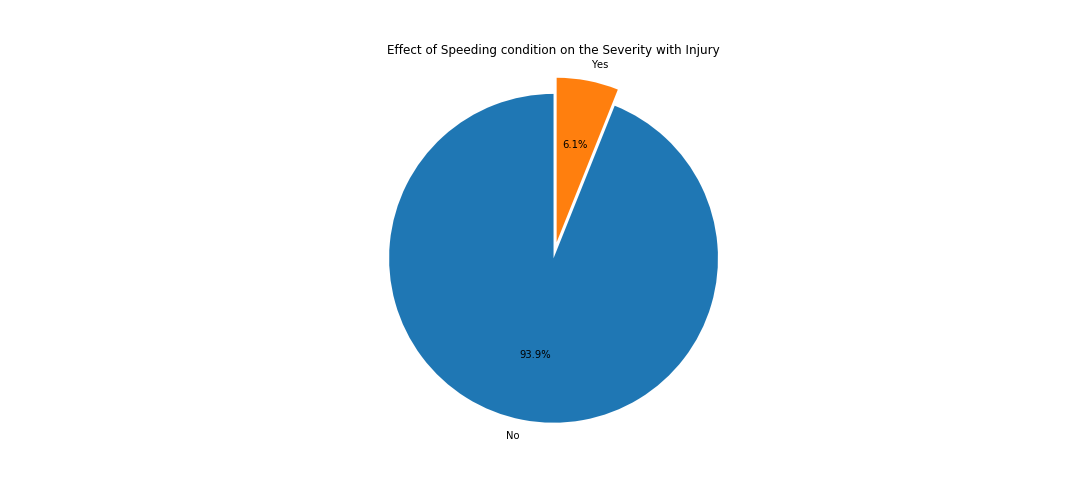 Effect of Speeding condition on the Severity with Injury
Yes
6.1%
93.9%
No